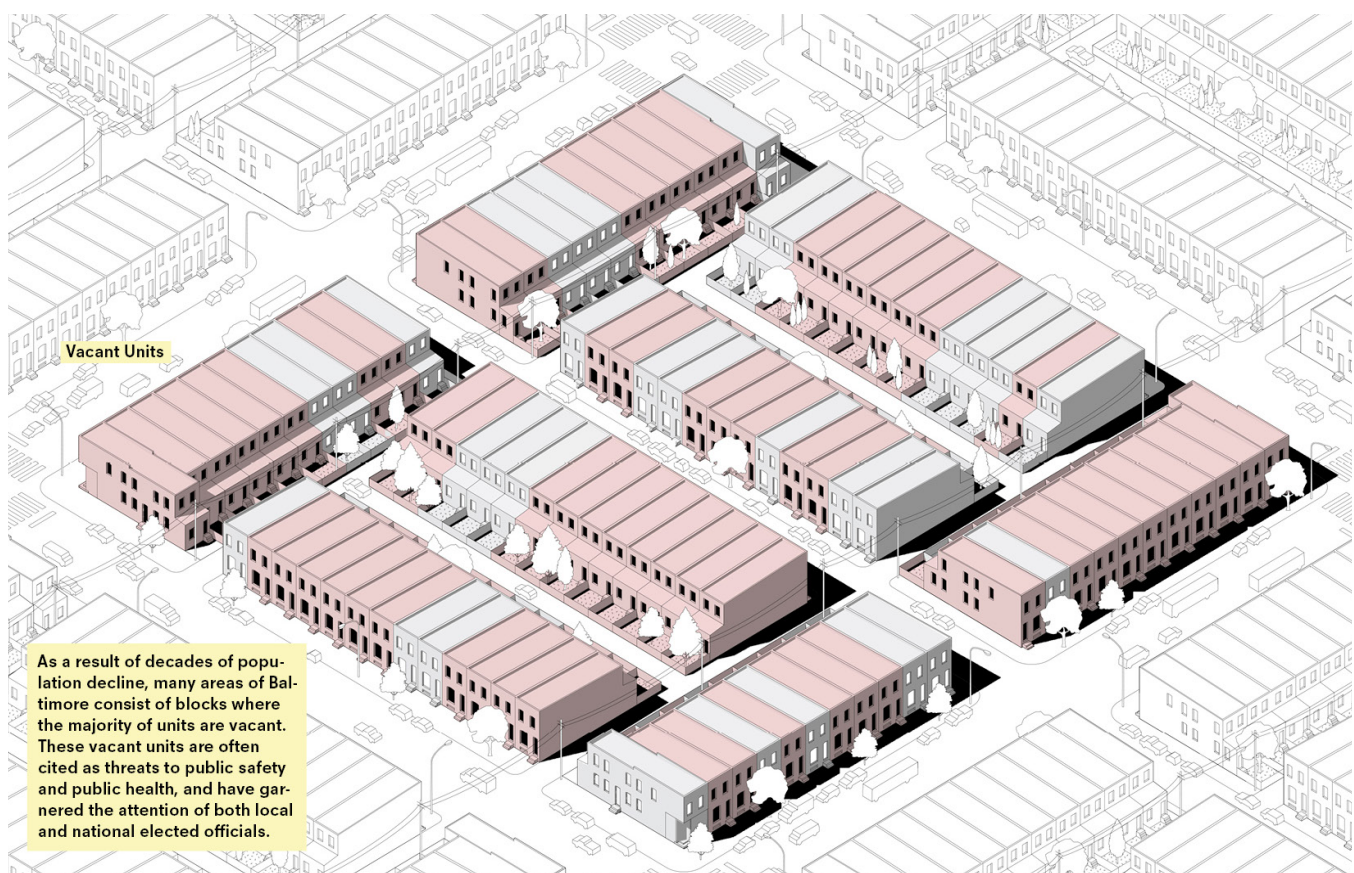 Vacant Units
As a result of decades of popu-
lation decline, many areas of Bal-
timore consist of blocks where
the majority of units are vacant.
These vacant units are often
cited as threats to public safety
and public health, and have gar-
nered the attention of both local
and national elected officials.